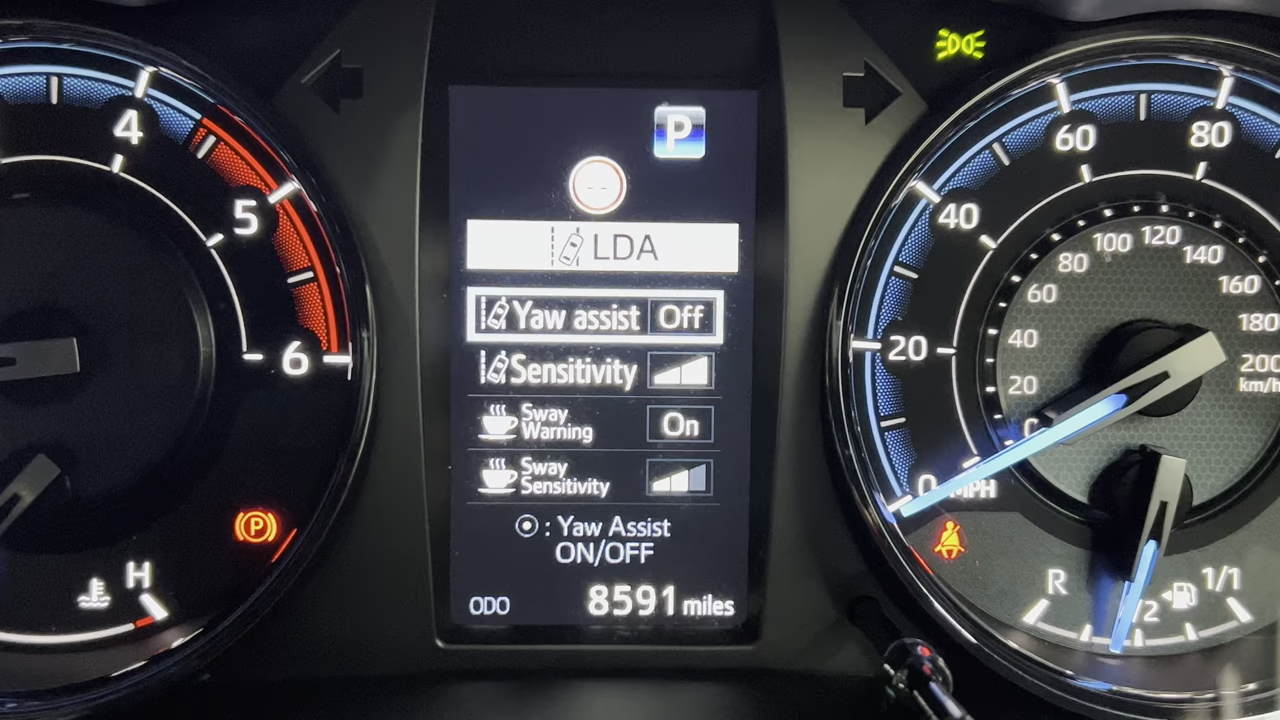 4
5
6
H
P
P
--
LDA
Yaw assist Off
Sensitivity
Sway
Warning
On
Sway
Sensitivity
: Yaw Assist
ON/OFF
ODO 8591 miles
0
20
40
60
80
MPH
0
20
40
60
80
100
120
140
160
180
200
km/h
R
/2
1/1